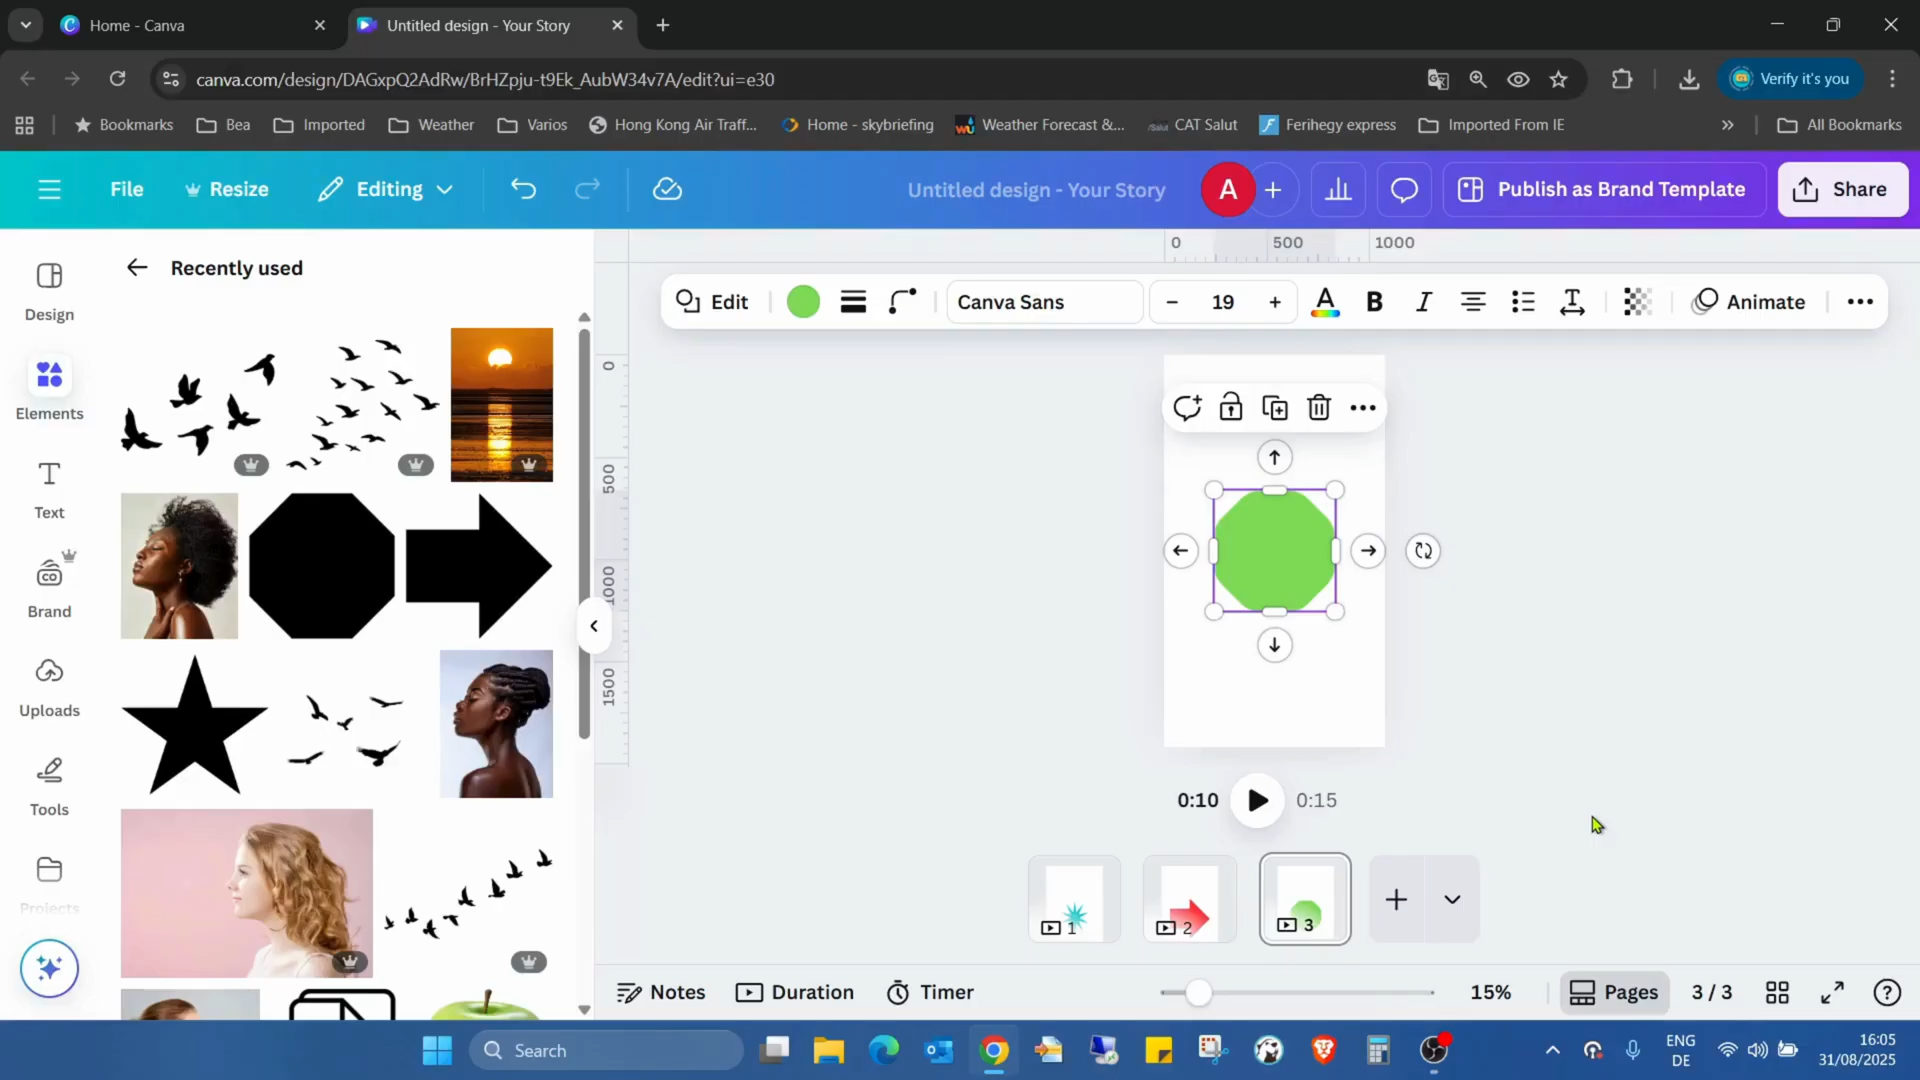 Home - Canva
Untitled design - Your Story
canva.com/design/DAGxpQ2AdRw/BrHZpju-t9Ek_AubW34v7A/edit?ui=e30
Verify it's you
Bookmarks
Bea
Imported
Weather
Varios
Hong Kong Air Traff...
Home - skybriefing
Weather Forecast &...
CAT Salut
Ferihegy express
Imported From IE
All Bookmarks
File
Resize
Editing
Untitled design - Your Story
A
Publish as Brand Template
Share
Design
Elements
Text
Brand
Uploads
Tools
Projects
Recently used
0
500
1000
Edit
Canva Sans
19
Animate
0
500
1000
1500
0:10
0:15
1
2
3
Notes
Duration
Timer
15%
Pages
3 / 3
Search
ENG
DE
16:05
31/08/2025